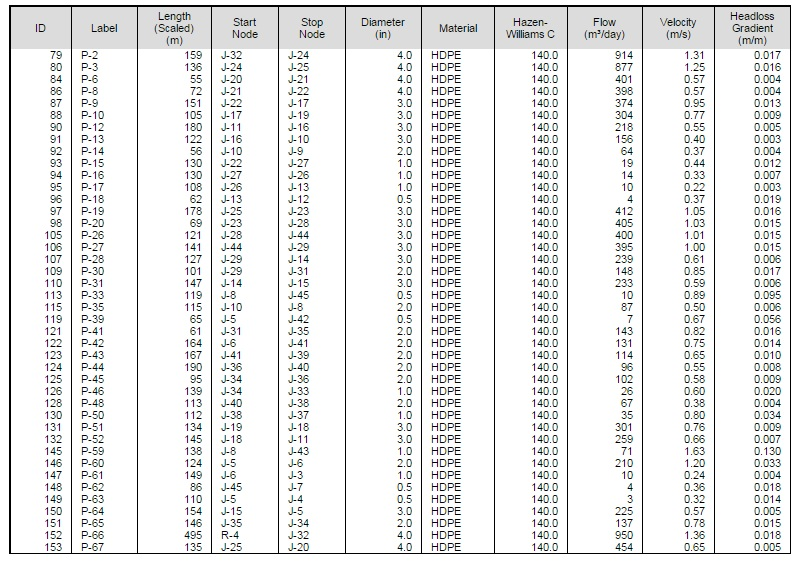 ID Label Length (Scaled) (m) Start Node Stop Node Diameter (in) Material Hazen-Williams C Flow (m³/day) Velocity (m/s) Headloss Gradient (m/m)
79 P-2 159 J-32 J-24 4.0 HDPE 140.0 914 1.31 0.017
80 P-3 136 J-24 J-25 4.0 HDPE 140.0 877 1.25 0.016
84 P-6 55 J-20 J-21 4.0 HDPE 140.0 401 0.57 0.004
86 P-8 72 J-21 J-22 4.0 HDPE 140.0 398 0.57 0.004
87 P-9 151 J-22 J-17 3.0 HDPE 140.0 374 0.95 0.013
88 P-10 105 J-17 J-19 3.0 HDPE 140.0 304 0.77 0.009
90 P-12 180 J-11 J-16 3.0 HDPE 140.0 218 0.55 0.005
91 P-13 122 J-16 J-10 3.0 HDPE 140.0 156 0.40 0.003
92 P-14 56 J-10 J-9 2.0 HDPE 140.0 64 0.37 0.004
93 P-15 130 J-22 J-27 1.0 HDPE 140.0 19 0.44 0.012
94 P-16 130 J-27 J-26 1.0 HDPE 140.0 14 0.33 0.007
95 P-17 108 J-26 J-13 1.0 HDPE 140.0 10 0.22 0.003
96 P-18 62 J-13 J-12 0.5 HDPE 140.0 4 0.37 0.019
97 P-19 178 J-25 J-23 3.0 HDPE 140.0 412 1.05 0.016
98 P-20 69 J-23 J-28 3.0 HDPE 140.0 405 1.03 0.015
105 P-26 121 J-28 J-44 3.0 HDPE 140.0 400 1.01 0.015
106 P-27 141 J-44 J-29 3.0 HDPE 140.0 395 1.00 0.015
107 P-28 127 J-29 J-14 3.0 HDPE 140.0 239 0.61 0.006
109 P-30 101 J-29 J-31 2.0 HDPE 140.0 148 0.85 0.017
110 P-31 147 J-14 J-15 3.0 HDPE 140.0 233 0.59 0.006
113 P-33 119 J-8 J-45 0.5 HDPE 140.0 10 0.89 0.095
115 P-35 115 J-10 J-8 2.0 HDPE 140.0 87 0.50 0.006
119 P-39 65 J-5 J-42 0.5 HDPE 140.0 7 0.67 0.056
121 P-41 61 J-31 J-35 2.0 HDPE 140.0 143 0.82 0.016
122 P-42 164 J-6 J-41 2.0 HDPE 140.0 131 0.75 0.014
123 P-43 167 J-41 J-39 2.0 HDPE 140.0 114 0.65 0.010
124 P-44 190 J-36 J-40 2.0 HDPE 140.0 96 0.55 0.008
125 P-45 95 J-34 J-36 2.0 HDPE 140.0 102 0.58 0.009
126 P-46 139 J-34 J-33 1.0 HDPE 140.0 26 0.60 0.020
128 P-48 113 J-40 J-38 2.0 HDPE 140.0 67 0.38 0.004
130 P-50 112 J-38 J-37 1.0 HDPE 140.0 35 0.80 0.034
131 P-51 134 J-19 J-18 3.0 HDPE 140.0 301 0.76 0.009
132 P-52 145 J-18 J-11 3.0 HDPE 140.0 259 0.66 0.007
145 P-59 138 J-8 J-43 1.0 HDPE 140.0 71 1.63 0.130
146 P-60 124 J-5 J-6 2.0 HDPE 140.0 210 1.20 0.033
147 P-61 149 J-6 J-3 1.0 HDPE 140.0 10 0.24 0.004
148 P-62 86 J-45 J-7 0.5 HDPE 140.0 4 0.36 0.018
149 P-63 110 J-5 J-4 0.5 HDPE 140.0 3 0.32 0.014
150 P-64 154 J-15 J-5 3.0 HDPE 140.0 225 0.57 0.005
151 P-65 146 J-35 J-34 2.0 HDPE 140.0 137 0.78 0.015
152 P-66 495 R-4 J-32 4.0 HDPE 140.0 950 1.36 0.018
153 P-67 135 J-25 J-20 4.0 HDPE 140.0 454 0.65 0.005